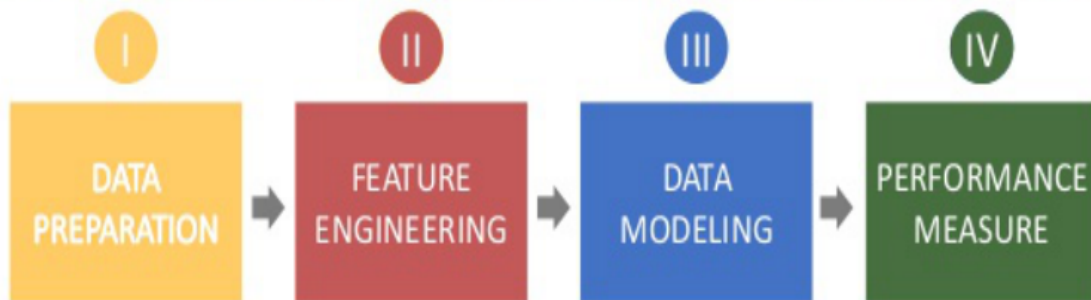 I
II
III
IV
DATA
PREPARATION
FEATURE
ENGINEERING
DATA
MODELING
PERFORMANCE
MEASURE